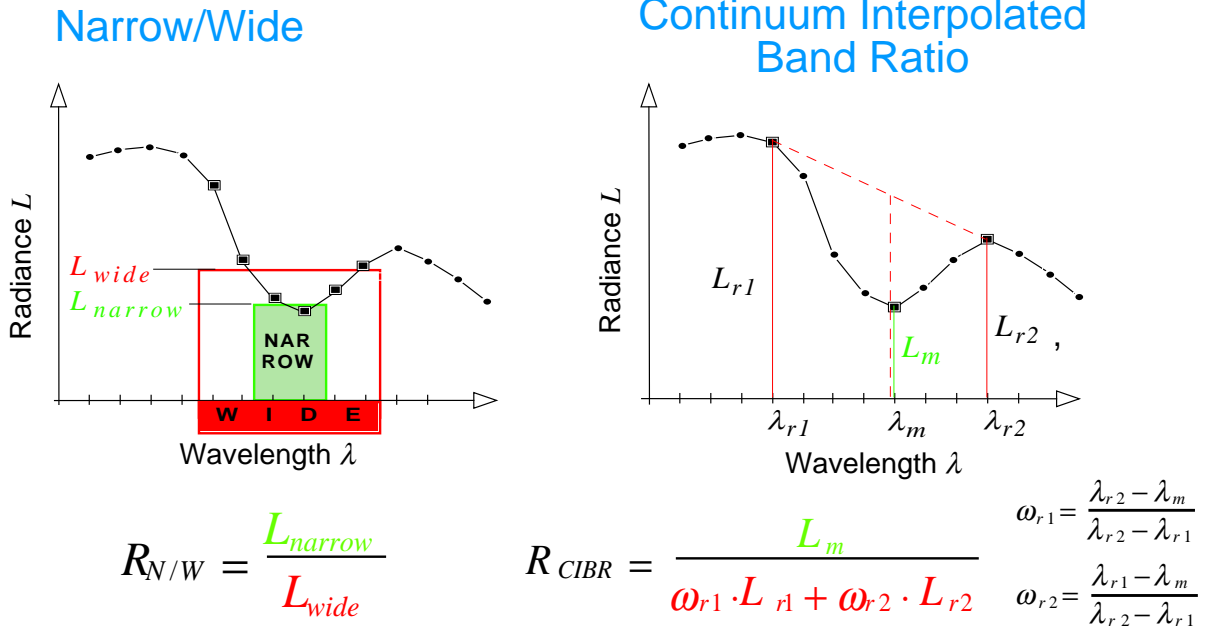 Narrow/Wide
Continuum Interpolated
Band Ratio
Radiance L
L wide
L narrow
NAR
ROW
W I D E
Wavelength λ
Radiance L
L r1
L m
L r2 ,
λ r1 λ m λ r2
Wavelength λ
R N/W = L narrow / L wide
R CIBR = L m / ω r1 · L r1 + ω r2 · L r2
ω r1 = λ r2 − λ m / λ r2 − λ r1
ω r2 = λ r1 − λ m / λ r2 − λ r1